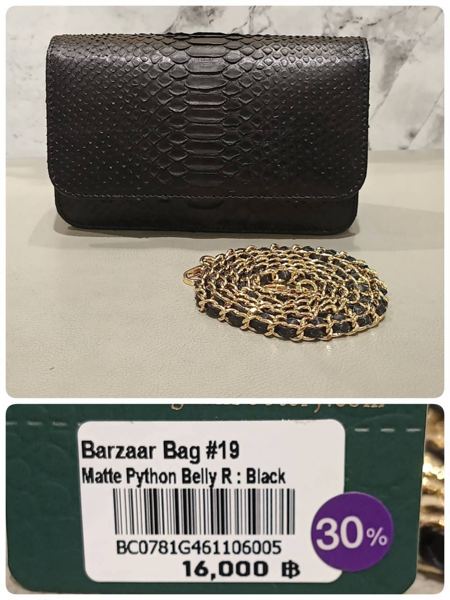 Barzaar Bag #19
Matte Python Belly R : Black
BC0781G461106005
16,000 ฿
30%